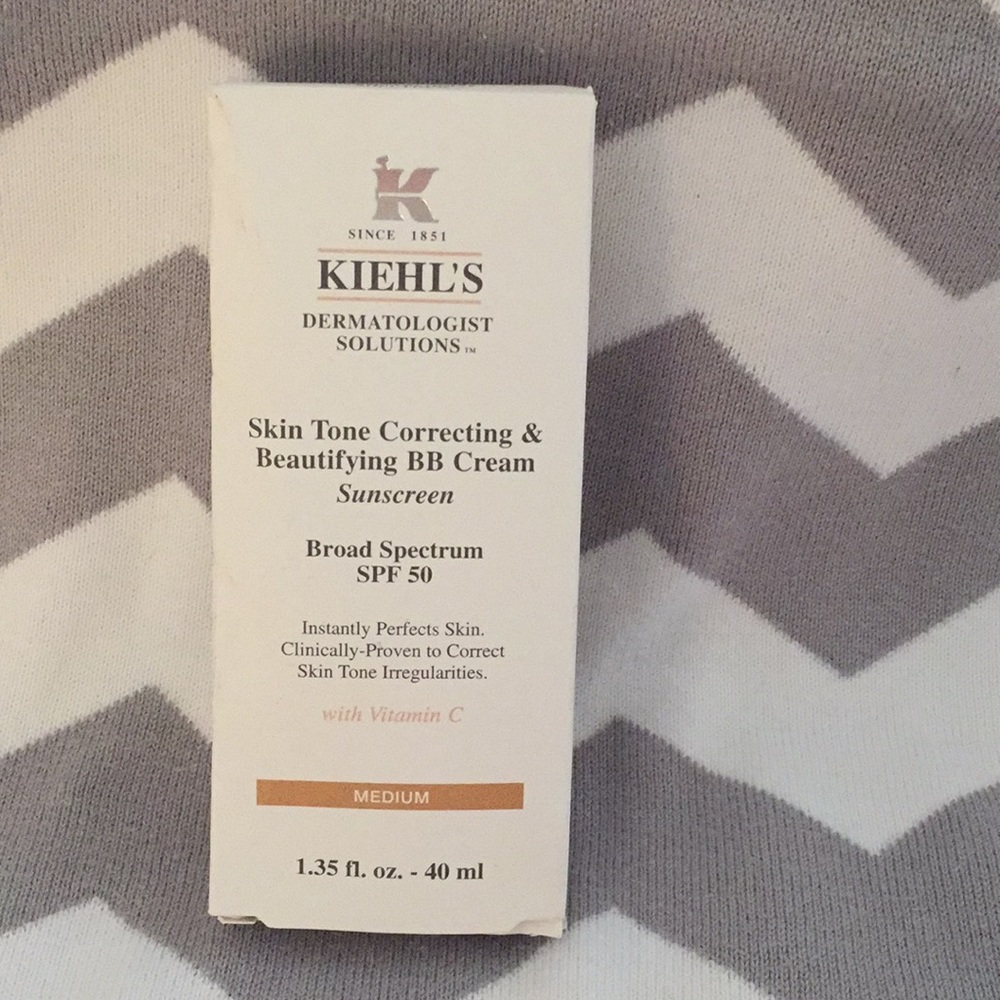 K
SINCE 1851
KIEHL'S
DERMATOLOGIST
SOLUTIONS™
Skin Tone Correcting &
Beautifying BB Cream
Sunscreen
Broad Spectrum
SPF 50
Instantly Perfects Skin.
Clinically-Proven to Correct
Skin Tone Irregularities.
with Vitamin C
MEDIUM
1.35 fl. oz. - 40 ml